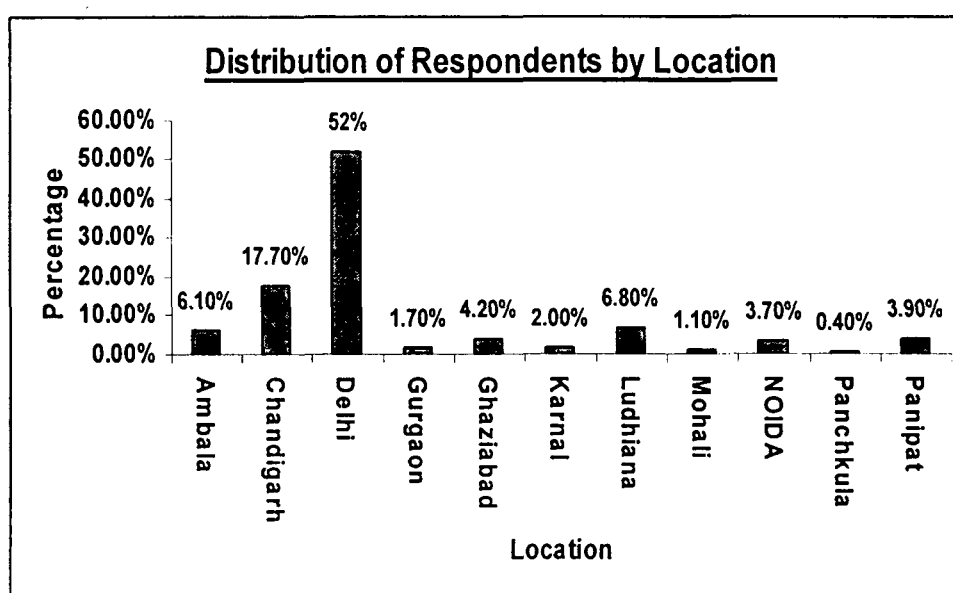 Distribution of Respondents by Location
Percentage
60.00%
50.00%
40.00%
30.00%
20.00%
10.00%
0.00%
6.10%
17.70%
52%
1.70%
4.20%
2.00%
6.80%
1.10%
3.70%
0.40%
3.90%
Ambala
Chandigarh
Delhi
Gurgaon
Ghaziabad
Karnal
Ludhiana
Mohali
NOIDA
Panchkula
Panipat
Location